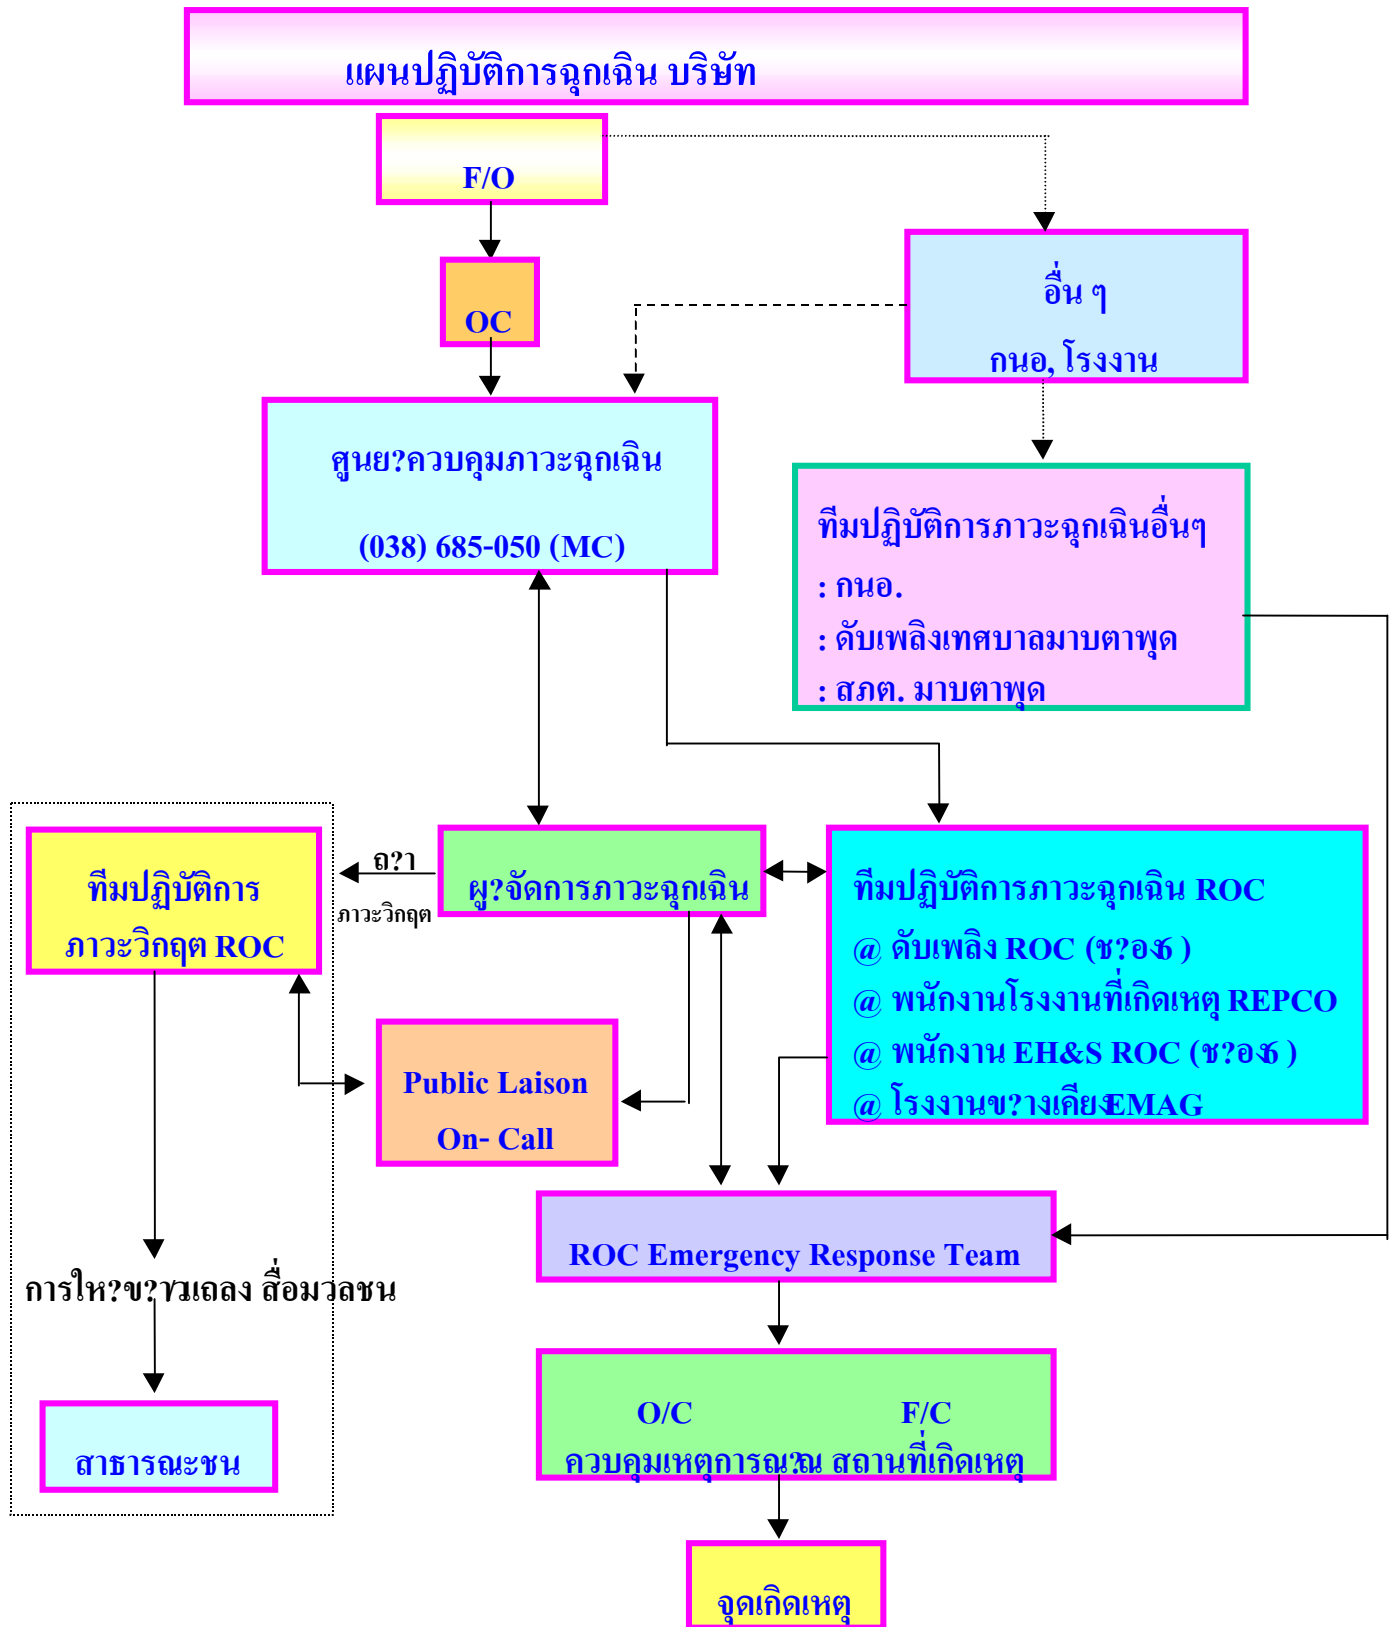 แผนปฏิบัติการฉุกเฉิน บริษัท
F/O
OC
อื่น ๆ
กนอ, โรงงาน
ศูนย?ควบคุมภาวะฉุกเฉิน
(038) 685-050 (MC)
ทีมปฏิบัติการภาวะฉุกเฉินอื่นๆ
: กนอ.
: ดับเพลิงเทศบาลมาบตาพุด
: สภต. มาบตาพุด
ทีมปฏิบัติการ
ภาวะวิกฤต ROC
ถ?า
ภาวะวิกฤต
ผู?จัดการภาวะฉุกเฉิน
ทีมปฏิบัติการภาวะฉุกเฉิน ROC
@ ดับเพลิง ROC (ช?อง6 )
@ พนักงานโรงงานที่เกิดเหตุ REPCO
@ พนักงาน EH&S ROC (ช?อง6 )
@ โรงงานข?างเคียงEMAG
Public Laison
On- Call
ROC Emergency Response Team
การให?ข?าว/แถลง สื่อมวลชน
O/C F/C
ควบคุมเหตุการณ?ณ สถานที่เกิดเหตุ
สาธารณะชน
จุดเกิดเหตุ